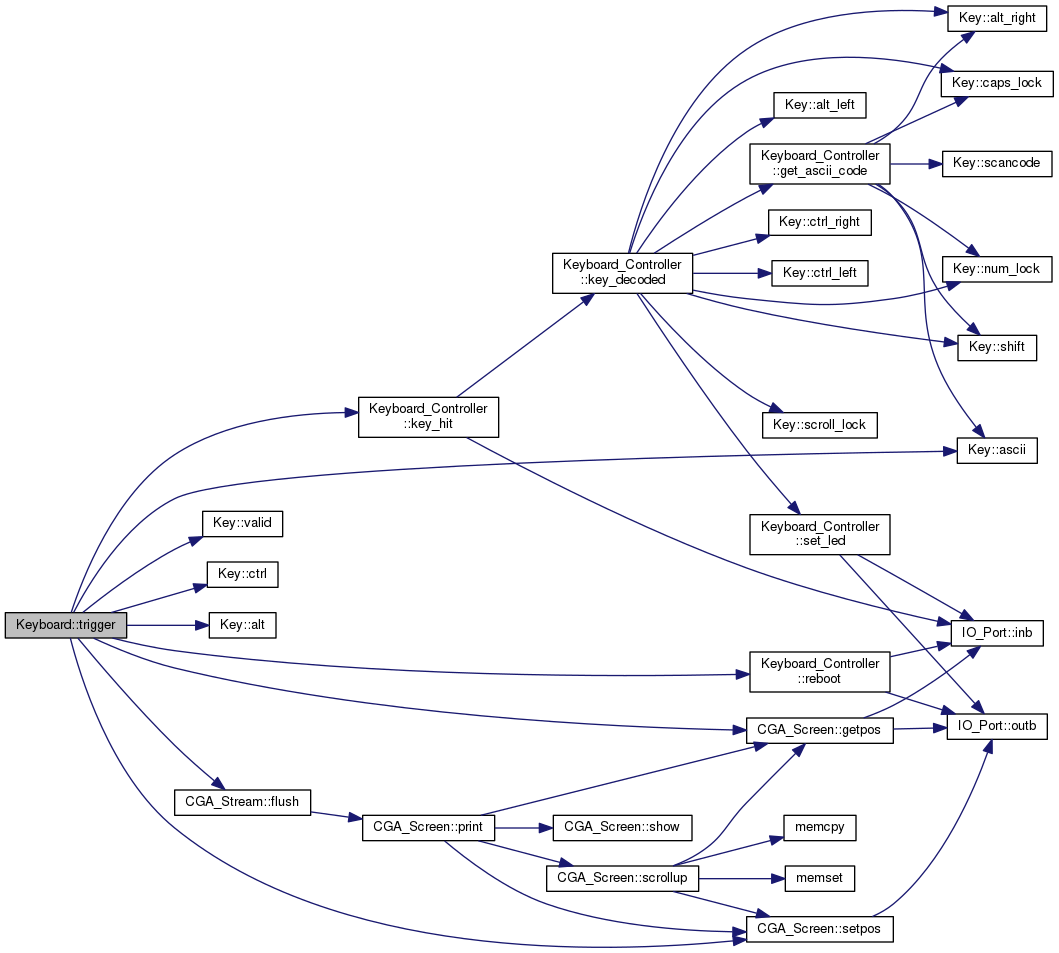 Key::alt_right
Key::caps_lock
Key::alt_left
Keyboard_Controller
::get_ascii_code
Key::scancode
Key::ctrl_right
Keyboard_Controller
::key_decoded
Key::ctrl_left
Key::num_lock
Key::shift
Keyboard_Controller
::key_hit
Key::scroll_lock
Key::ascii
Key::valid
Keyboard_Controller
::set_led
Key::ctrl
Keyboard::trigger
Key::alt
IO_Port::inb
Keyboard_Controller
::reboot
CGA_Screen::getpos
IO_Port::outb
CGA_Stream::flush
CGA_Screen::print
CGA_Screen::show
memcpy
CGA_Screen::scrollup
memset
CGA_Screen::setpos